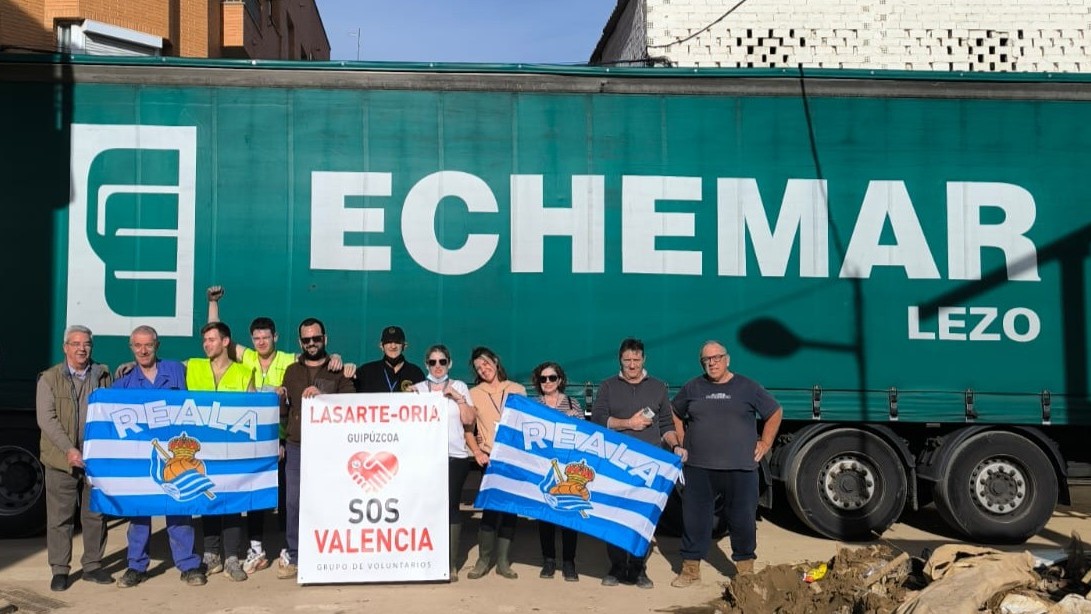 ECHEMAR
LEZO
REALA
LASARTE-ORIA
GUIPÚZCOA
SOS
VALENCIA
GRUPO DE VOLUNTARIOS
REALA